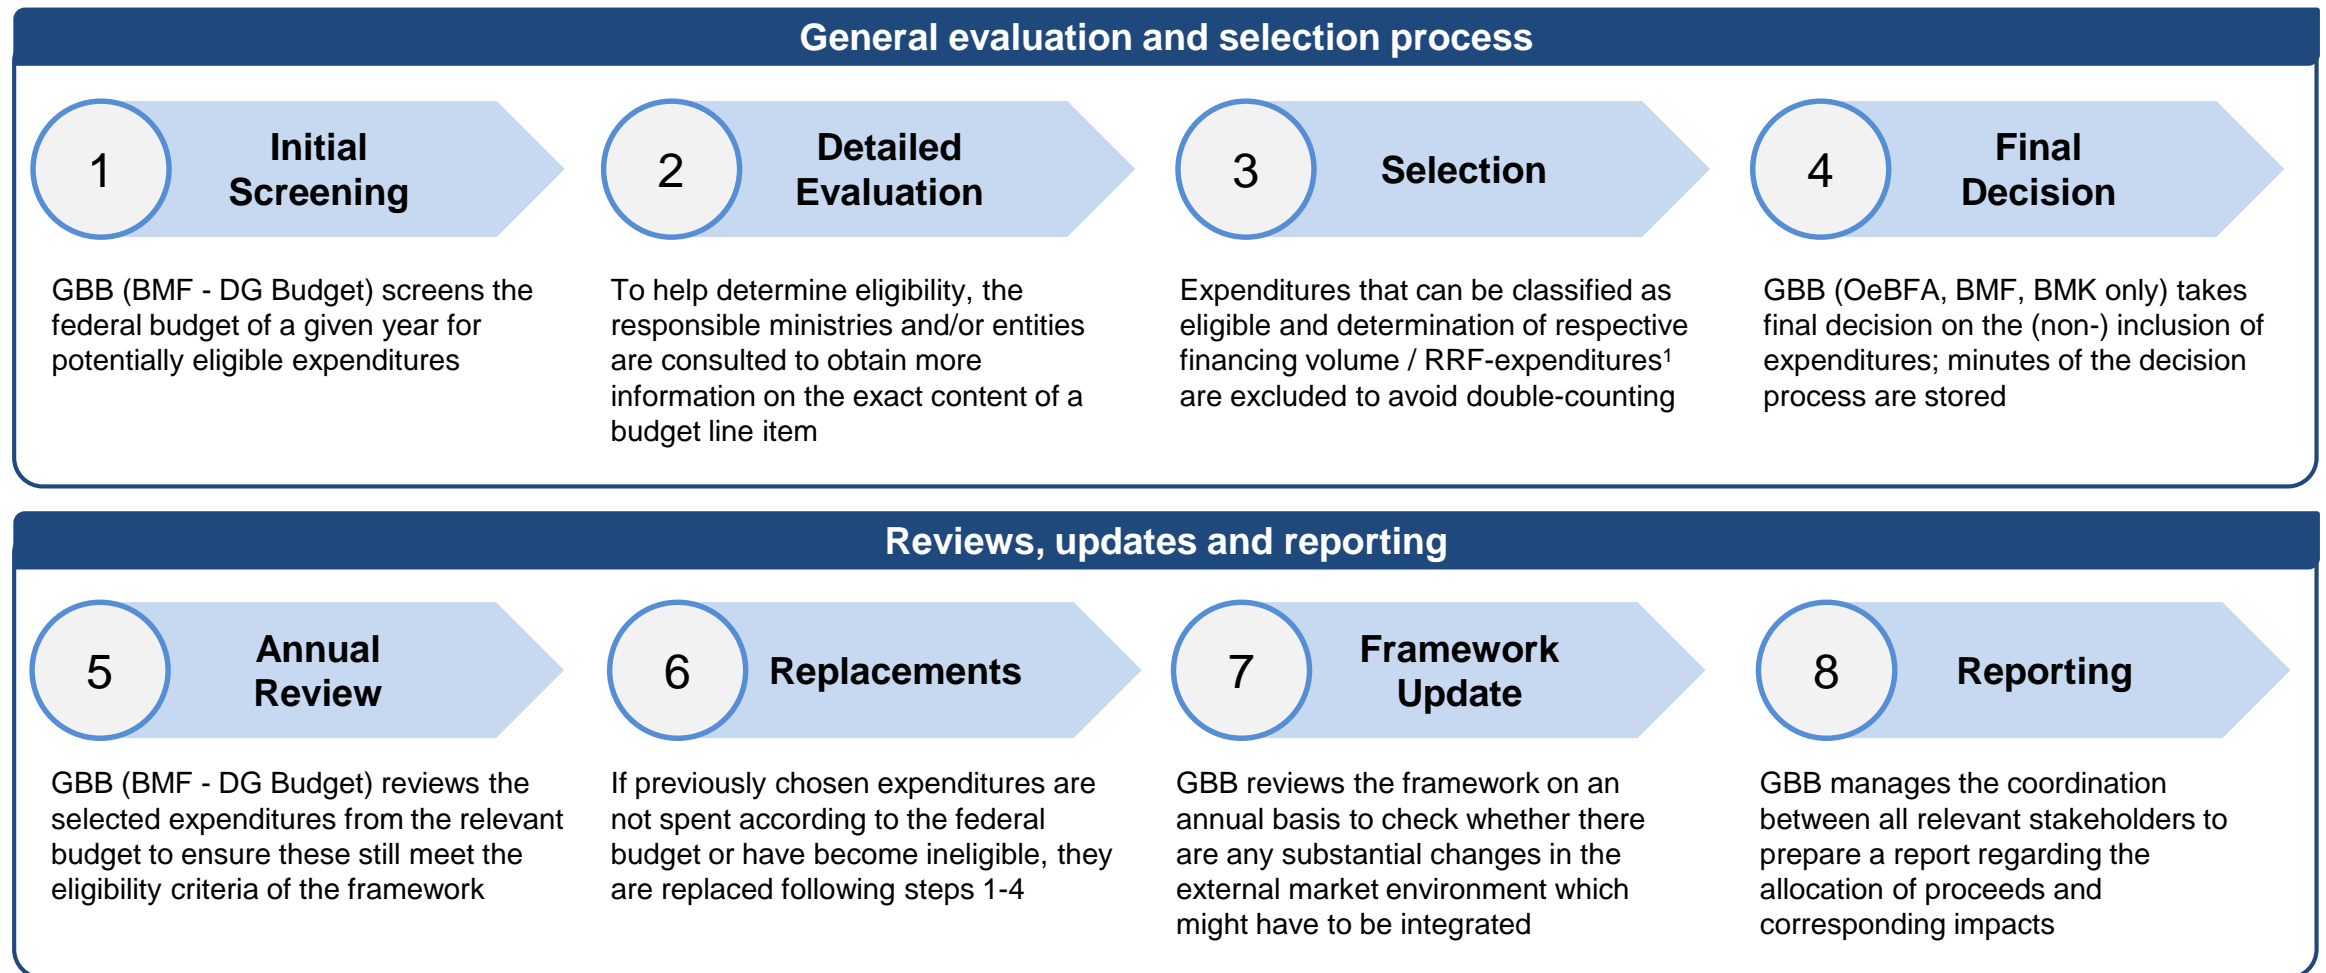 General evaluation and selection process
1
Initial
Screening
GBB (BMF - DG Budget) screens the
federal budget of a given year for
potentially eligible expenditures
2
Detailed
Evaluation
To help determine eligibility, the
responsible ministries and/or entities
are consulted to obtain more
information on the exact content of a
budget line item
3
Selection
Expenditures that can be classified as
eligible and determination of respective
financing volume / RRF-expenditures¹
are excluded to avoid double-counting
4
Final
Decision
GBB (OeBFA, BMF, BMK only) takes
final decision on the (non-) inclusion of
expenditures; minutes of the decision
process are stored
Reviews, updates and reporting
5
Annual
Review
GBB (BMF - DG Budget) reviews the
selected expenditures from the relevant
budget to ensure these still meet the
eligibility criteria of the framework
6
Replacements
If previously chosen expenditures are
not spent according to the federal
budget or have become ineligible, they
are replaced following steps 1-4
7
Framework
Update
GBB reviews the framework on an
annual basis to check whether there
are any substantial changes in the
external market environment which
might have to be integrated
8
Reporting
GBB manages the coordination
between all relevant stakeholders to
prepare a report regarding the
allocation of proceeds and
corresponding impacts